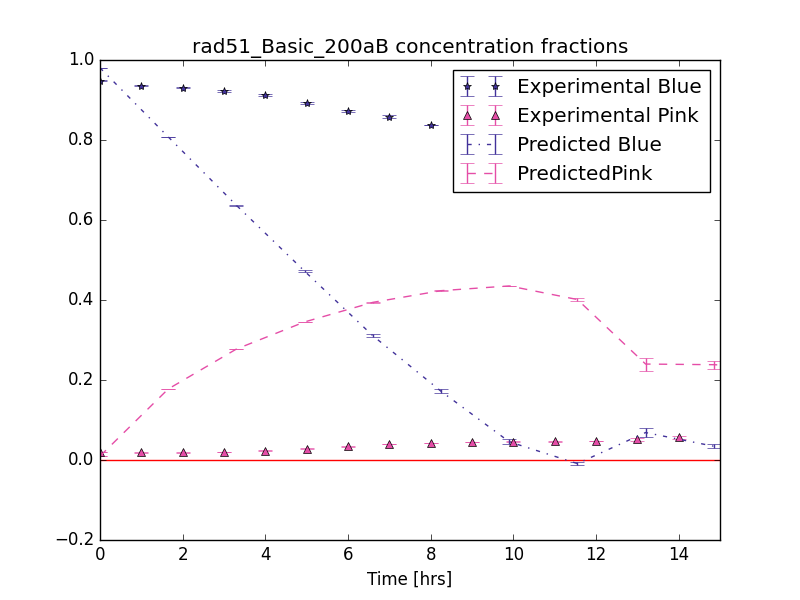 rad51_Basic_200aB concentration fractions
1.0
0.8
0.6
0.4
0.2
0.0
−0.2
Experimental Blue
Experimental Pink
Predicted Blue
PredictedPink
0 2 4 6 8 10 12 14
Time [hrs]